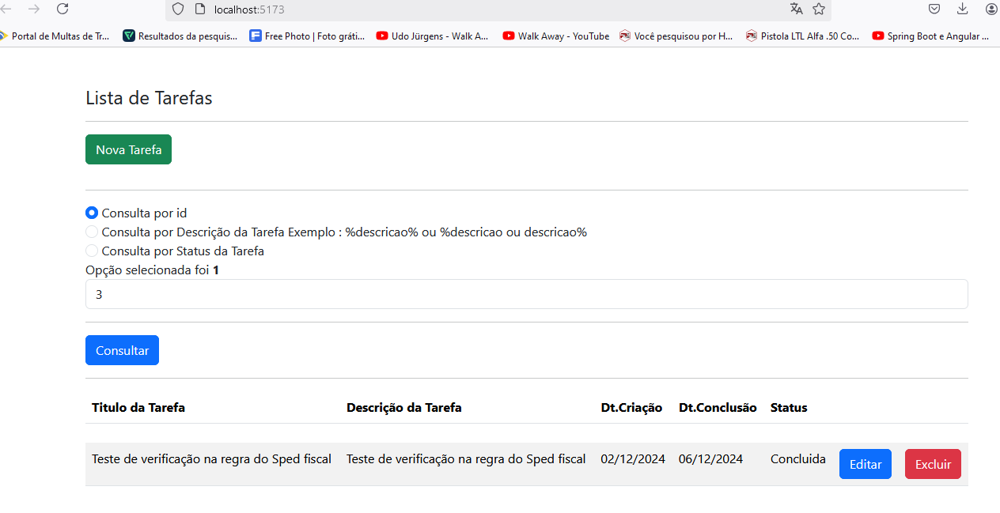 localhost:5173
Portal de Multas de Tr... Resultados da pesquis... Free Photo | Foto gráti... Udo Jürgens - Walk A... Walk Away - YouTube Você pesquisou por H... Pistola LTL Alfa .50 Co... Spring Boot e Angular ...
Lista de Tarefas
Nova Tarefa
Consulta por id
Consulta por Descrição da Tarefa Exemplo : %descricao% ou %descricao ou descricao%
Consulta por Status da Tarefa
Opção selecionada foi 1
3
Consultar
Titulo da Tarefa Descrição da Tarefa Dt.Criação Dt.Conclusão Status
Teste de verificação na regra do Sped fiscal Teste de verificação na regra do Sped fiscal 02/12/2024 06/12/2024 Concluida Editar Excluir